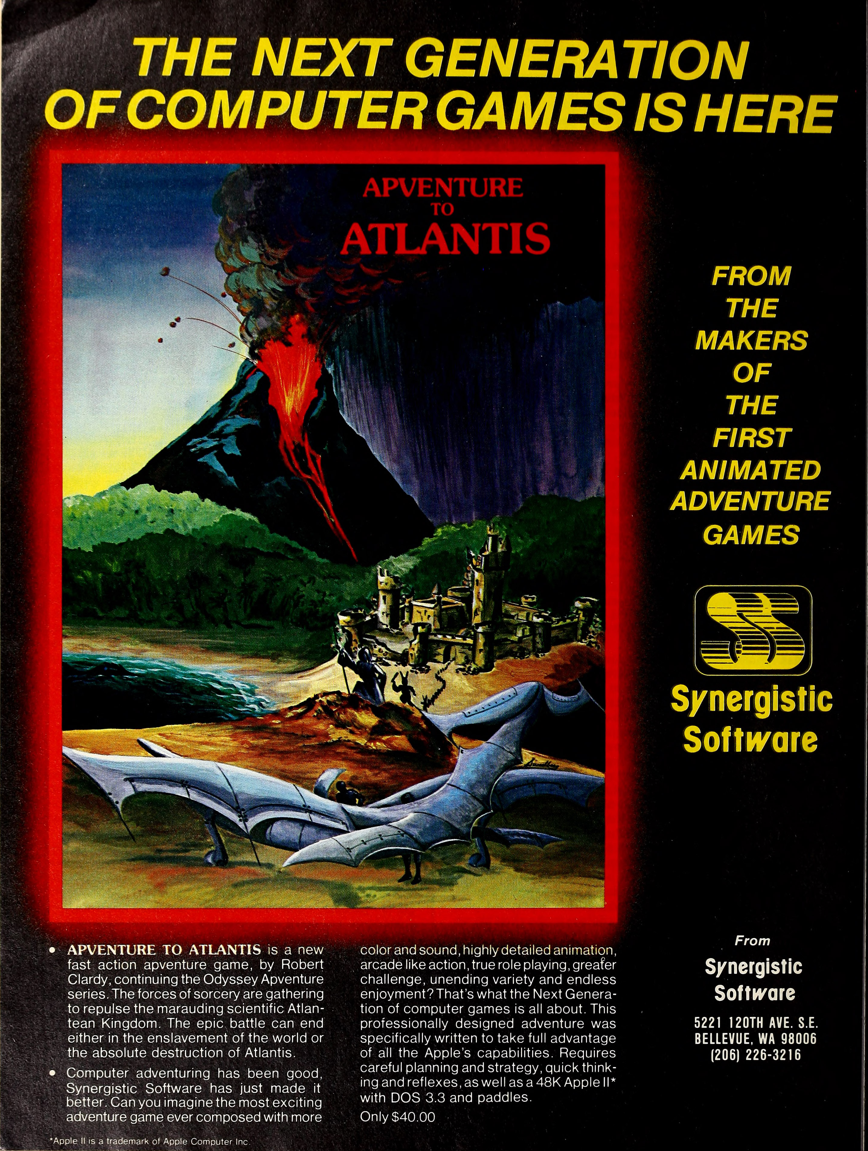 THE NEXT GENERATION
OF COMPUTER GAMES IS HERE
APVENTURE
TO
ATLANTIS
FROM
THE
MAKERS
OF
THE
FIRST
ANIMATED
ADVENTURE
GAMES
Synergistic
Software
• APVENTURE TO ATLANTIS is a new
fast action apventure game, by Robert
Clardy, continuing the Odyssey Apventure
series. The forces of sorcery are gathering
to repulse the marauding scientific Atlan-
tean Kingdom. The epic battle can end
either in the enslavement of the world or
the absolute destruction of Atlantis.
• Computer adventuring has been good,
Synergistic Software has just made it
better. Can you imagine the most exciting
adventure game ever composed with more
color and sound, highly detailed animation,
arcade like action, true role playing, greafer
challenge, unending variety and endless
enjoyment? That's what the Next Genera-
tion of computer games is all about. This
professionally designed adventure was
specifically written to take full advantage
of all the Apple's capabilities. Requires
careful planning and strategy, quick think-
ing and reflexes, as well as a 48K Apple II*
with DOS 3.3 and paddles.
Only $40.00
From
Synergistic
Software
5221 120TH AVE. S.E.
BELLEVUE, WA 98006
(206) 226-3216
*Apple II is a trademark of Apple Computer Inc.